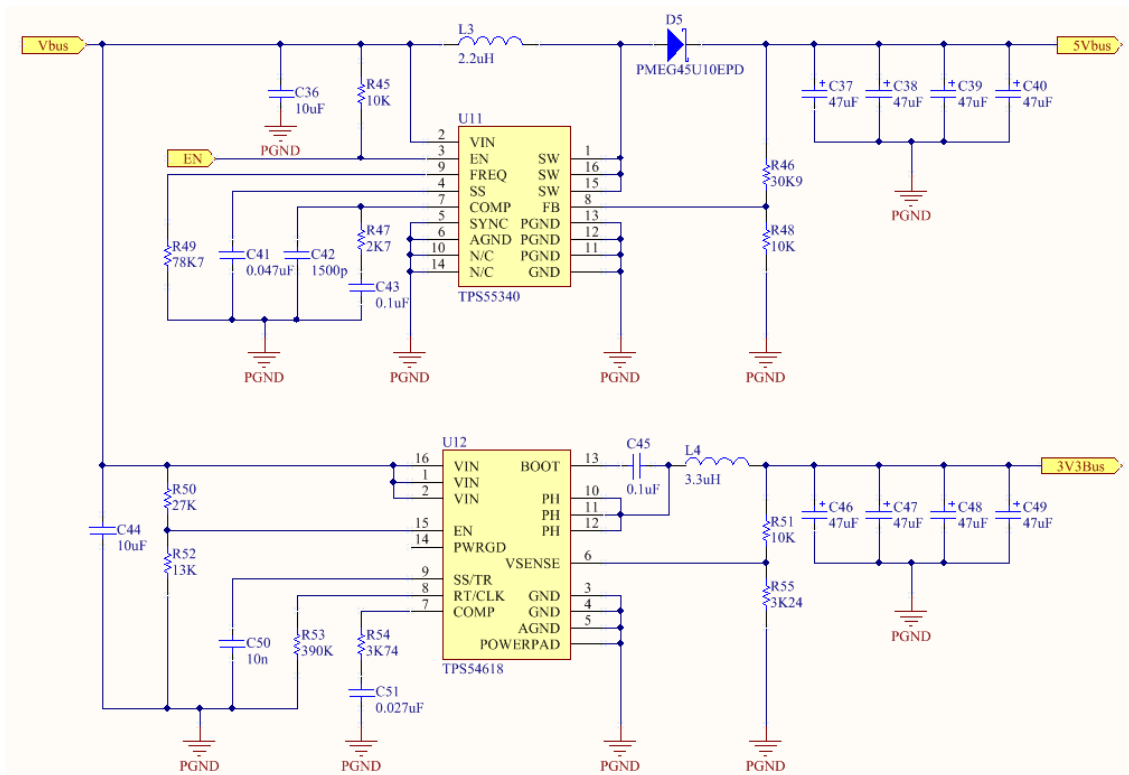 Vbus
L3
2.2uH
D5
PMEG45U10EPD
5Vbus
C36
10uF
PGND
R45
10K
EN
U11
2 VIN
3 EN
9 FREQ
4 SS
7 COMP
5 SYNC
6 AGND
10 N/C
14 N/C
SW 1
SW 16
SW 15
FB 8
PGND 13
PGND 12
PGND 11
GND
TPS55340
+ C37
47uF
+ C38
47uF
+ C39
47uF
+ C40
47uF
PGND
R46
30K9
R48
10K
R49
78K7
C41
0.047uF
C42
1500p
R47
2K7
C43
0.1uF
PGND
PGND
PGND
PGND
U12
16 VIN
1 VIN
2 VIN
15 EN
14 PWRGD
9 SS/TR
8 RT/CLK
7 COMP
BOOT 13
PH 10
PH 11
PH 12
VSENSE 6
GND 3
GND 4
AGND 5
POWERPAD
TPS54618
C45
0.1uF
L4
3.3uH
3V3Bus
R50
27K
C44
10uF
R52
13K
C50
10n
R53
390K
R54
3K74
C51
0.027uF
R51
10K
R55
3K24
+ C46
47uF
+ C47
47uF
+ C48
47uF
+ C49
47uF
PGND
PGND
PGND
PGND
PGND